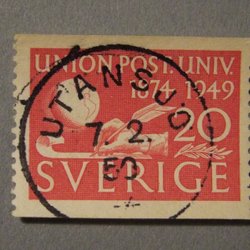 UNION POST. UNIV.
1874 1949
UTANSJÖ
20
7. 2.
50
SVERIGE